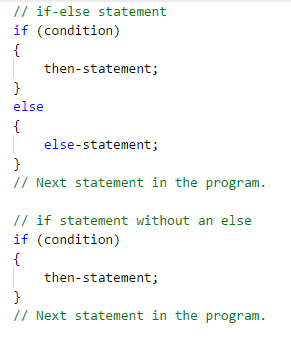 // if-else statement
if (condition)
{
    then-statement;
}
else
{
    else-statement;
}
// Next statement in the program.

// if statement without an else
if (condition)
{
    then-statement;
}
// Next statement in the program.